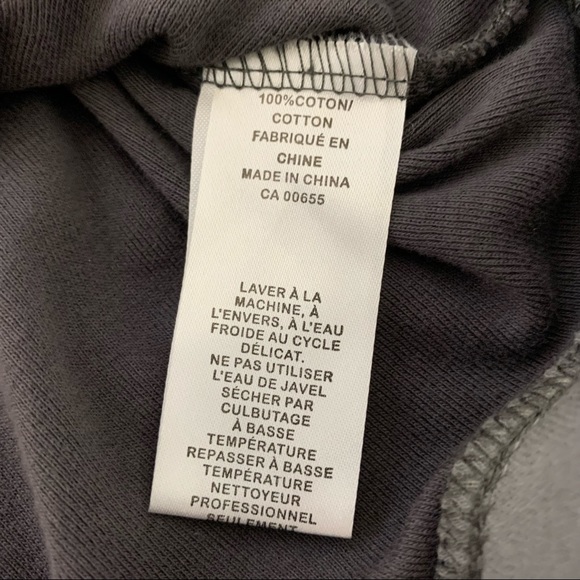 100%COTON/
COTTON
FABRIQUÉ EN
CHINE
MADE IN CHINA
CA 00655
LAVER À LA
MACHINE, À
L'ENVERS, À L'EAU
FROIDE AU CYCLE
DÉLICAT.
NE PAS UTILISER
L'EAU DE JAVEL
SÉCHER PAR
CULBUTAGE
À BASSE
TEMPÉRATURE
REPASSER À BASSE
TEMPÉRATURE
NETTOYEUR
PROFESSIONNEL
SEULEMENT